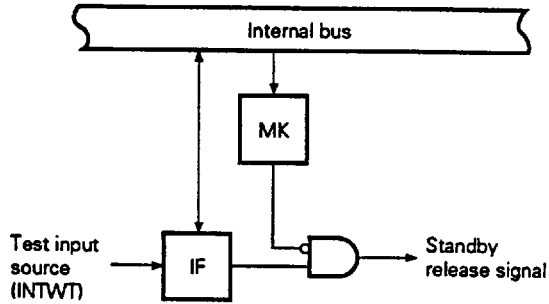 Internal bus
MK
Test input
source
(INTWT)
IF
Standby
release signal